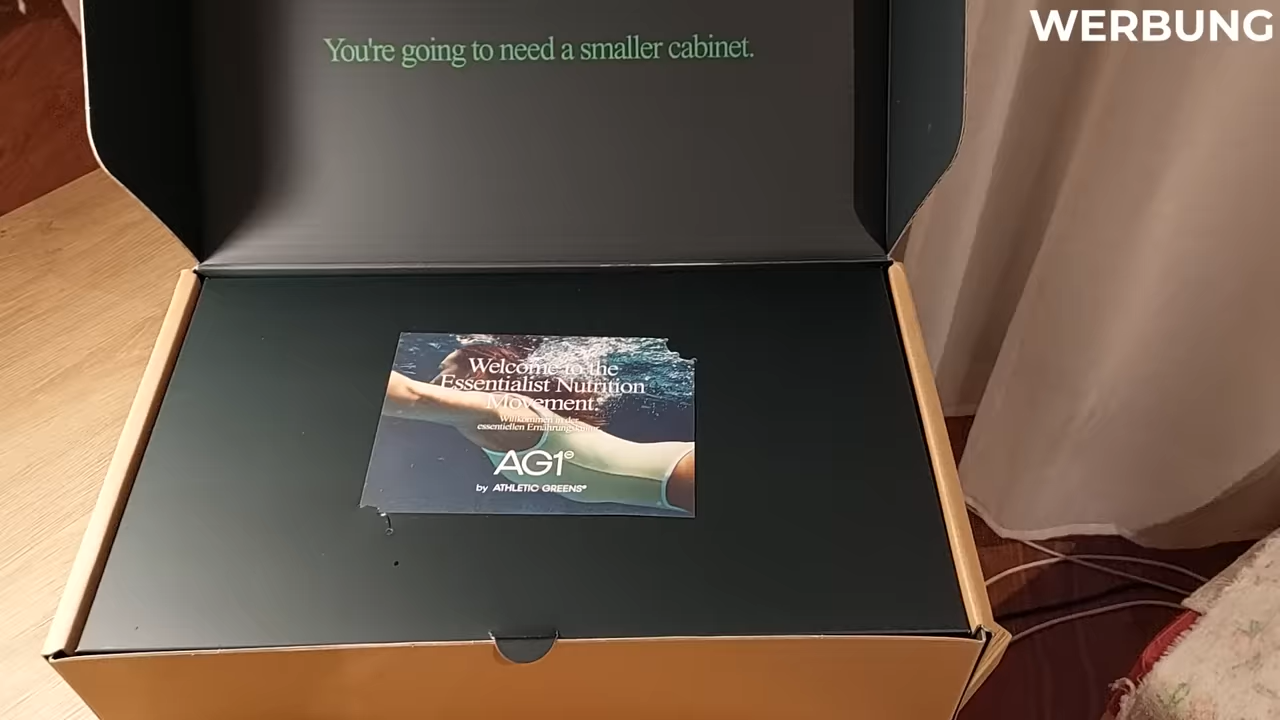 WERBUNG
You're going to need a smaller cabinet.
Welcome to the
Essentialist Nutrition
Movement.
Willkommen in der
essentiellen Ernährungskultur.
AG1®
by ATHLETIC GREENS®